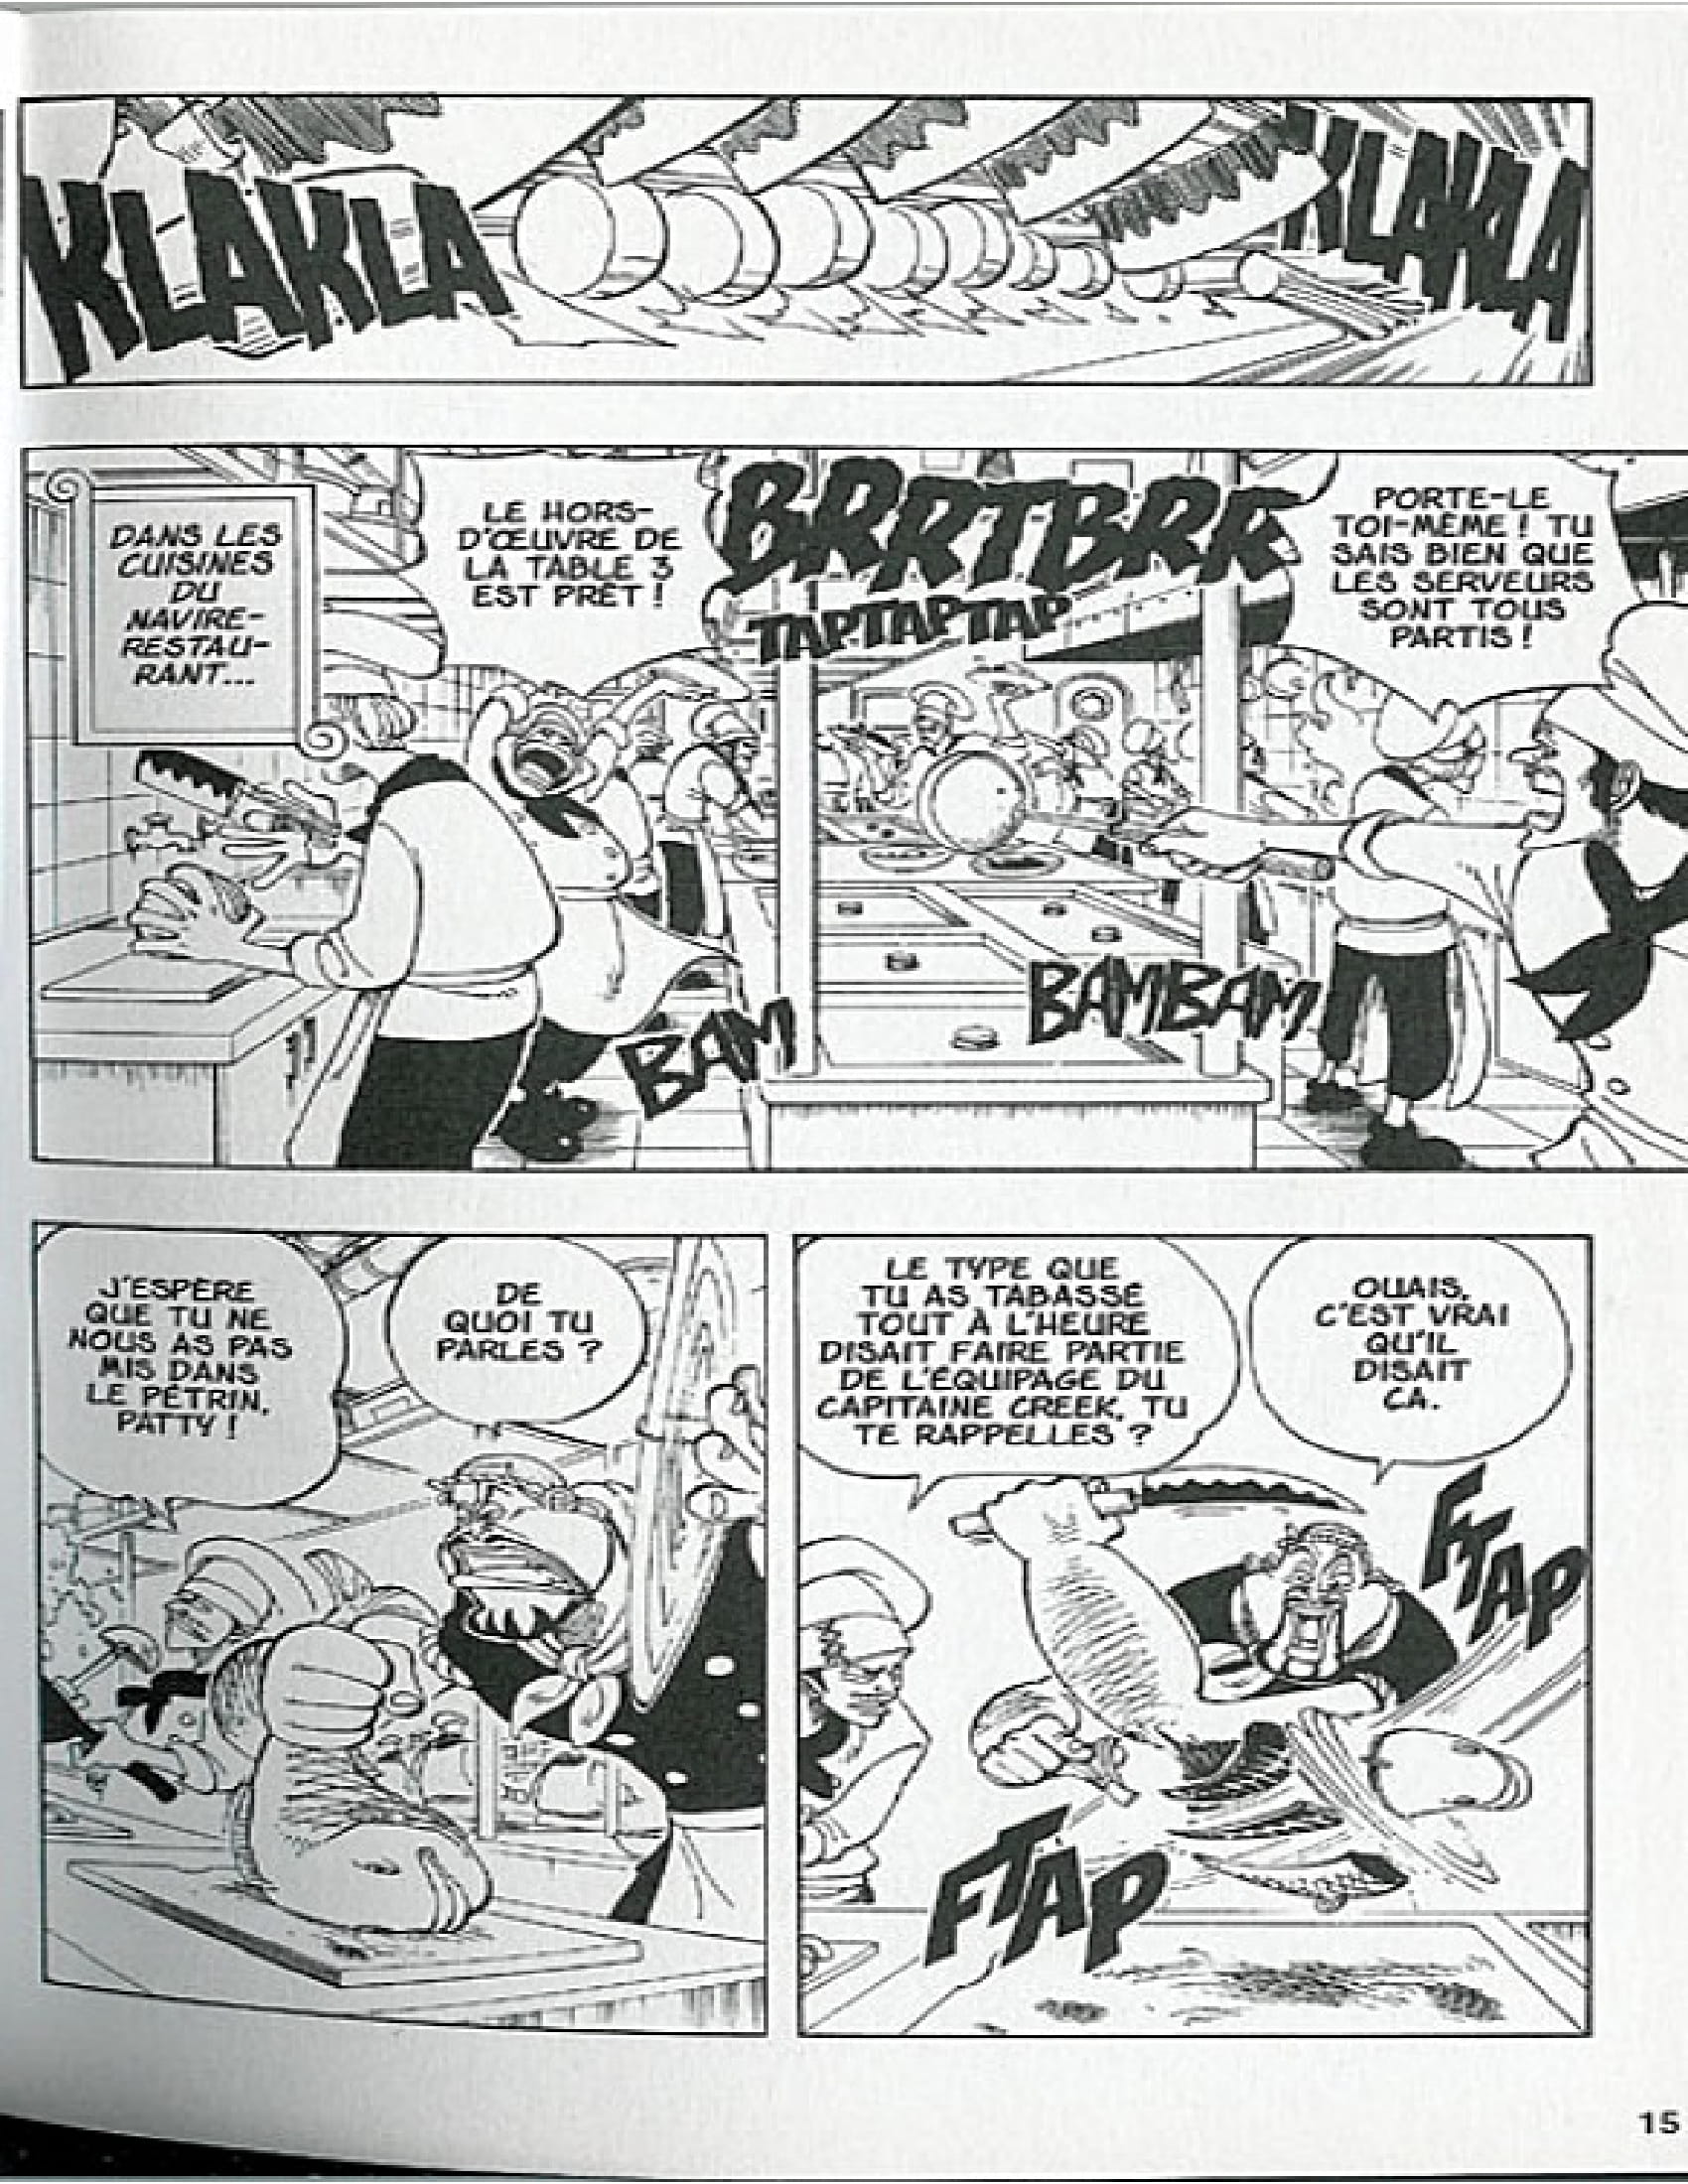 KLAKLA
KLAKLA
DANS LES
CUISINES
DU
NAVIRE-
RESTAU-
RANT...
LE HORS-
D'ŒUVRE DE
LA TABLE 3
EST PRÊT !
BRRTBRR
TAPTAPTAP
PORTE-LE
TOI-MÊME ! TU
SAIS BIEN QUE
LES SERVEURS
SONT TOUS
PARTIS !
BAM
BAMBAM
J'ESPÈRE
QUE TU NE
NOUS AS PAS
MIS DANS
LE PÉTRIN,
PATTY !
DE
QUOI TU
PARLES ?
LE TYPE QUE
TU AS TABASSÉ
TOUT À L'HEURE
DISAIT FAIRE PARTIE
DE L'ÉQUIPAGE DU
CAPITAINE CREEK, TU
TE RAPPELLES ?
OUAIS,
C'EST VRAI
QU'IL
DISAIT
ÇA.
FTAP
FTAP
15